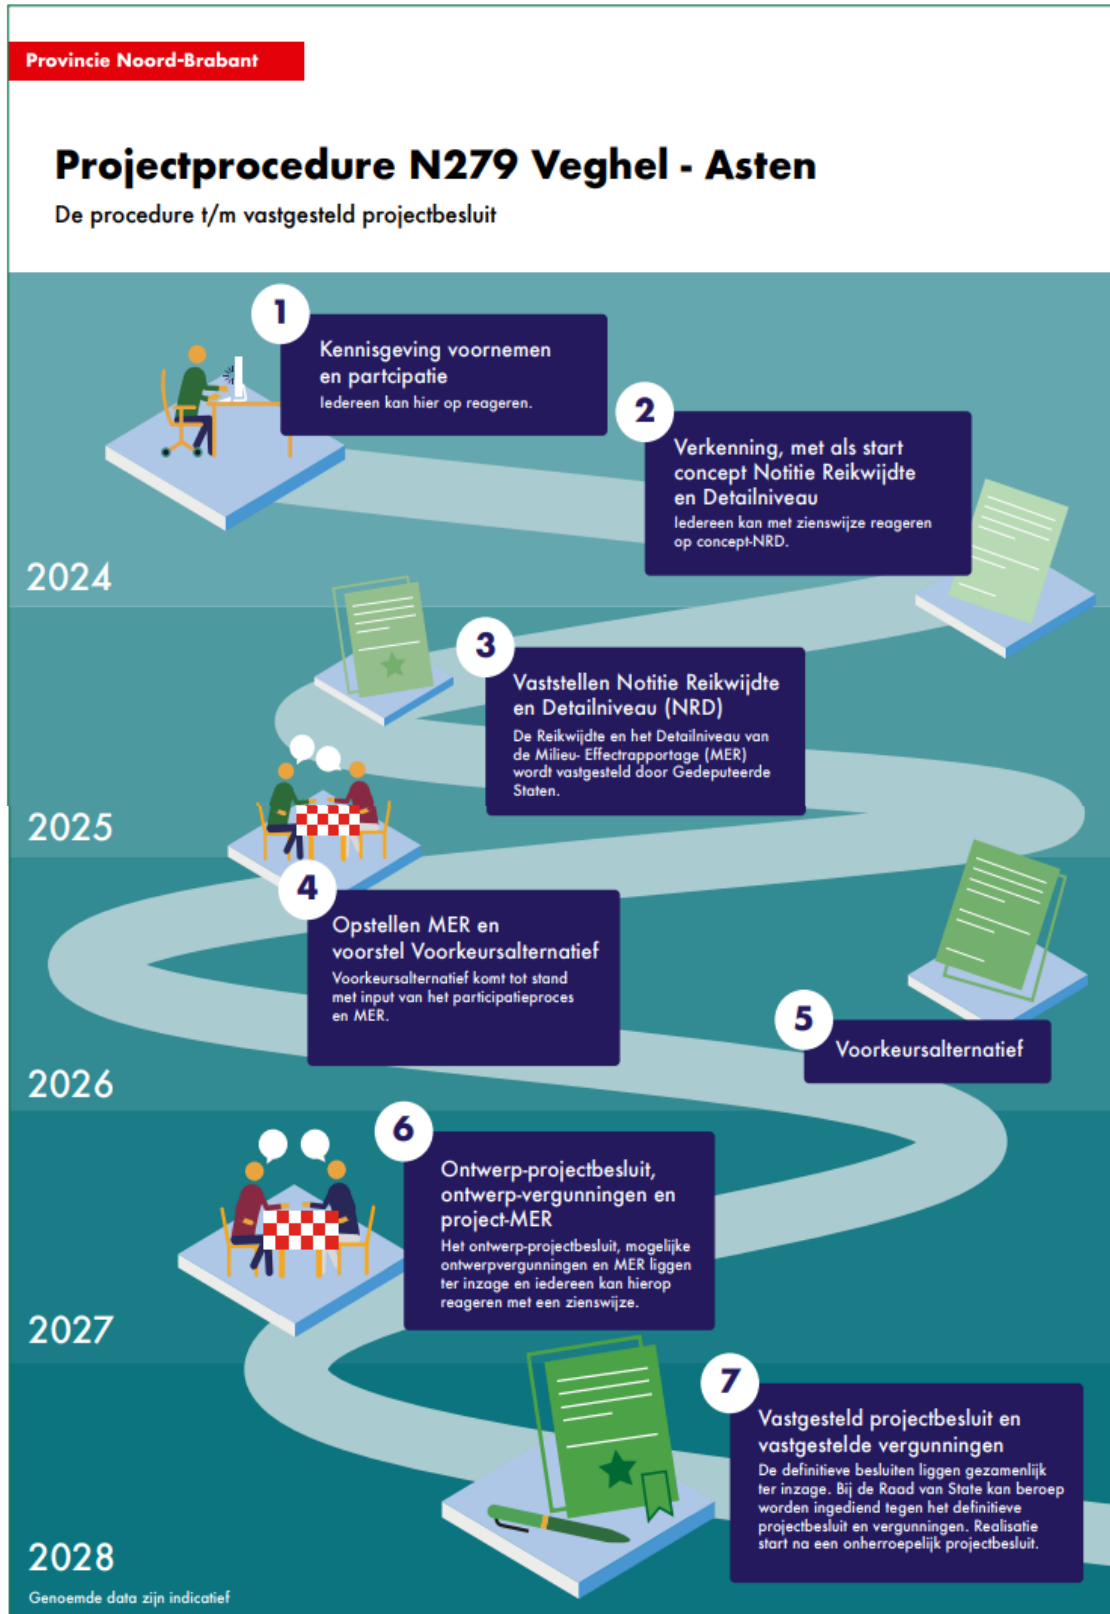 Provincie Noord-Brabant
Projectprocedure N279 Veghel - Asten
De procedure t/m vastgesteld projectbesluit
1
Kennisgeving voornemen
en partcipatie
Iedereen kan hier op reageren.
2
Verkenning, met als start
concept Notitie Reikwijdte
en Detailniveau
Iedereen kan met zienswijze reageren
op concept-NRD.
2024
3
Vaststellen Notitie Reikwijdte
en Detailniveau (NRD)
De Reikwijdte en het Detailniveau van
de Milieu- Effectrapportage (MER)
wordt vastgesteld door Gedeputeerde
Staten.
2025
4
Opstellen MER en
voorstel Voorkeursalternatief
Voorkeursalternatief komt tot stand
met input van het participatieproces
en MER.
5
Voorkeursalternatief
2026
6
Ontwerp-projectbesluit,
ontwerp-vergunningen en
project-MER
Het ontwerp-projectbesluit, mogelijke
ontwerpvergunningen en MER liggen
ter inzage en iedereen kan hierop
reageren met een zienswijze.
2027
7
Vastgesteld projectbesluit en
vastgestelde vergunningen
De definitieve besluiten liggen gezamenlijk
ter inzage. Bij de Raad van State kan beroep
worden ingediend tegen het definitieve
projectbesluit en vergunningen. Realisatie
start na een onherroepelijk projectbesluit.
2028
Genoemde data zijn indicatief